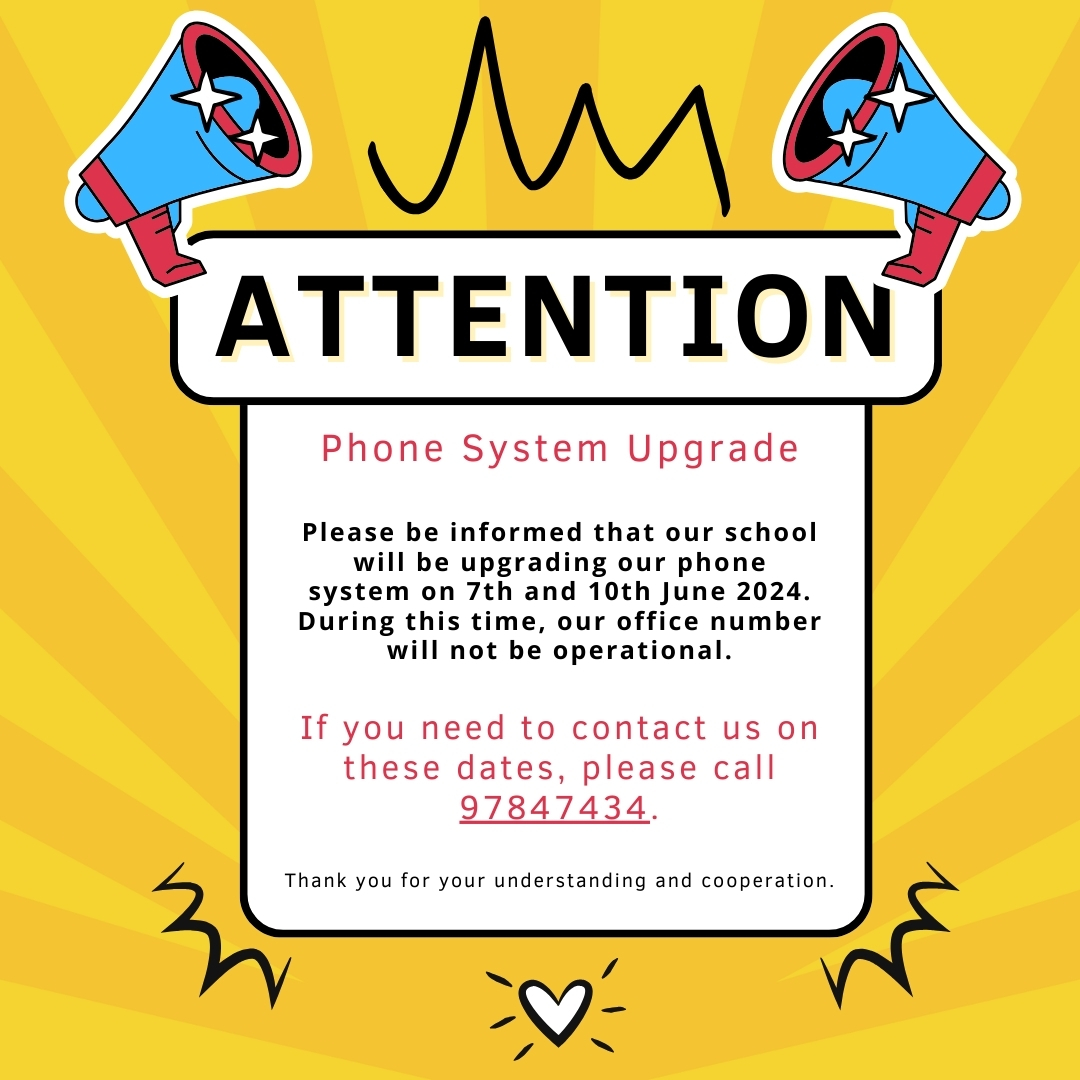 ATTENTION
Phone System Upgrade
Please be informed that our school
will be upgrading our phone
system on 7th and 10th June 2024.
During this time, our office number
will not be operational.
If you need to contact us on
these dates, please call
97847434.
Thank you for your understanding and cooperation.